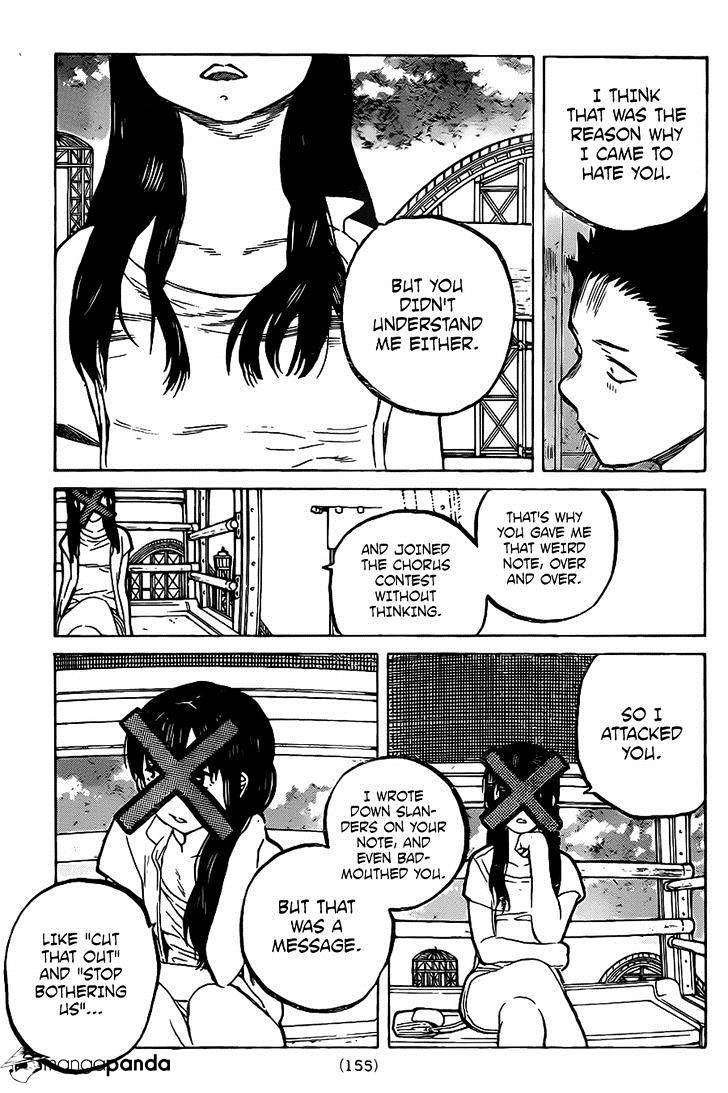 I THINK
THAT WAS THE
REASON WHY
I CAME TO
HATE YOU.
BUT YOU
DIDN'T
UNDERSTAND
ME EITHER.
THAT'S WHY
YOU GAVE ME
THAT WEIRD
NOTE, OVER
AND OVER.
AND JOINED
THE CHORUS
CONTEST
WITHOUT
THINKING.
SO I
ATTACKED
YOU.
I WROTE
DOWN SLAN-
DERS ON YOUR
NOTE, AND
EVEN BAD-
MOUTHED YOU.
BUT THAT
WAS A
MESSAGE.
LIKE "CUT
THAT OUT"
AND "STOP
BOTHERING
US"...
mangapanda
(155)